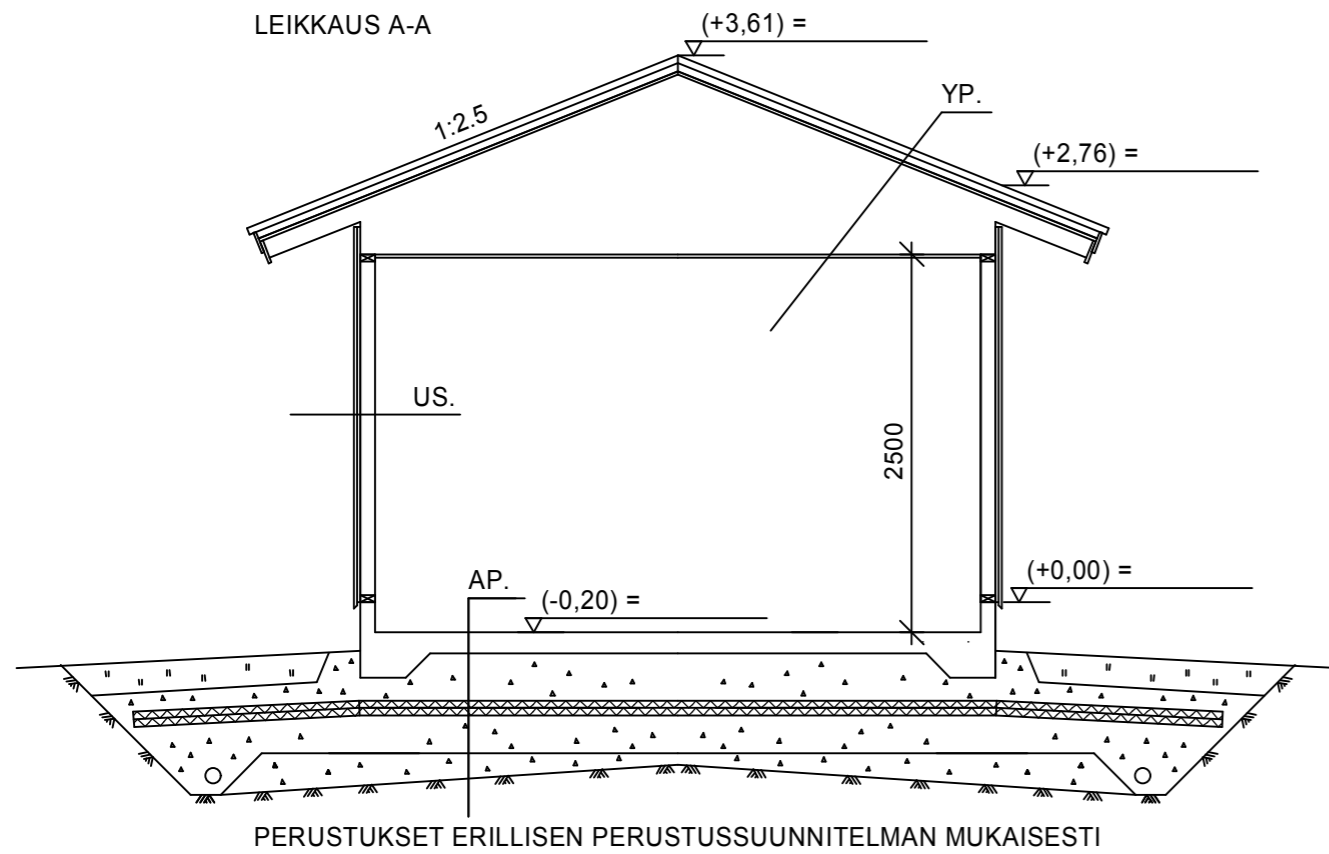 LEIKKAUS A-A
(+3,61) =
YP.
1:2.5
(+2,76) =
US.
2500
AP.
(-0,20) =
(+0,00) =
PERUSTUKSET ERILLISEN PERUSTUSSUUNNITELMAN MUKAISESTI